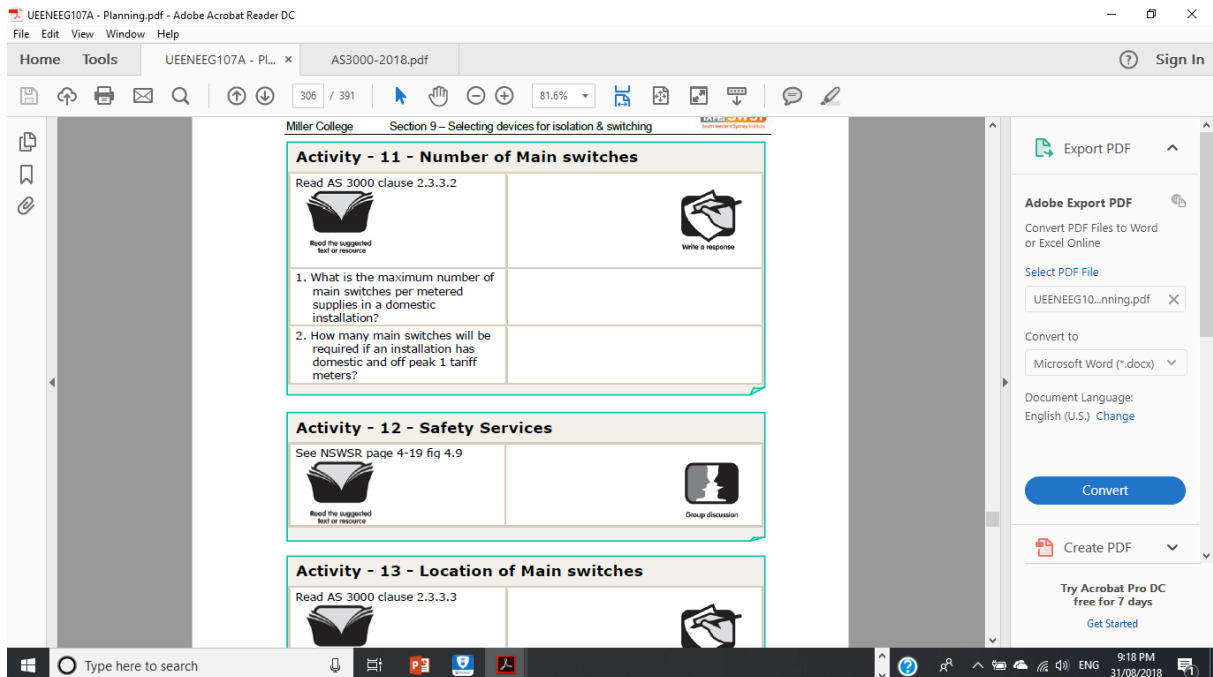 UEENEEG107A - Planning.pdf - Adobe Acrobat Reader DC
File Edit View Window Help
Home Tools UEENEEG107A - Pl... × AS3000-2018.pdf Sign In
306 / 391 81.6%
Miller College Section 9 – Selecting devices for isolation & switching
South Western Sydney Institute
Activity - 11 - Number of Main switches
Read AS 3000 clause 2.3.3.2
Read the suggested
text or resource
Write a response
1. What is the maximum number of
main switches per metered
supplies in a domestic
installation?
2. How many main switches will be
required if an installation has
domestic and off peak 1 tariff
meters?
Activity - 12 - Safety Services
See NSWSR page 4-19 fig 4.9
Read the suggested
text or resource
Group discussion
Activity - 13 - Location of Main switches
Read AS 3000 clause 2.3.3.3
Export PDF
Adobe Export PDF
Convert PDF Files to Word
or Excel Online
Select PDF File
UEENEEG10...nning.pdf
Convert to
Microsoft Word (*.docx)
Document Language:
English (U.S.) Change
Convert
Create PDF
Try Acrobat Pro DC
free for 7 days
Get Started
Type here to search
ENG
9:18 PM
31/08/2018
1